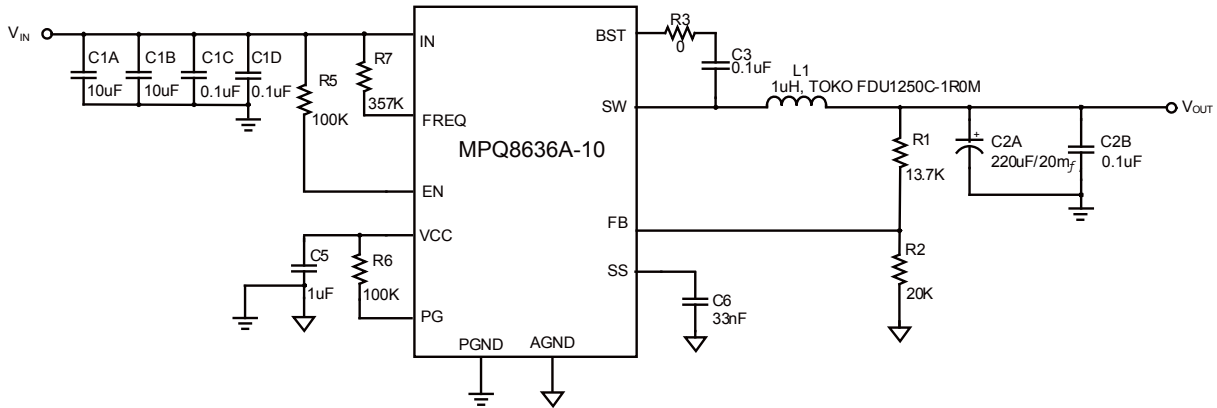 VIN
C1A
10uF
C1B
10uF
C1C
0.1uF
C1D
0.1uF
R5
100K
R7
357K
IN
FREQ
EN
VCC
PG
PGND
AGND
MPQ8636A-10
BST
SW
FB
SS
R3
0
C3
0.1uF
L1
1uH, TOKO FDU1250C-1R0M
VOUT
R1
13.7K
+
C2A
220uF/20mƒ
C2B
0.1uF
R2
20K
C5
1uF
R6
100K
C6
33nF